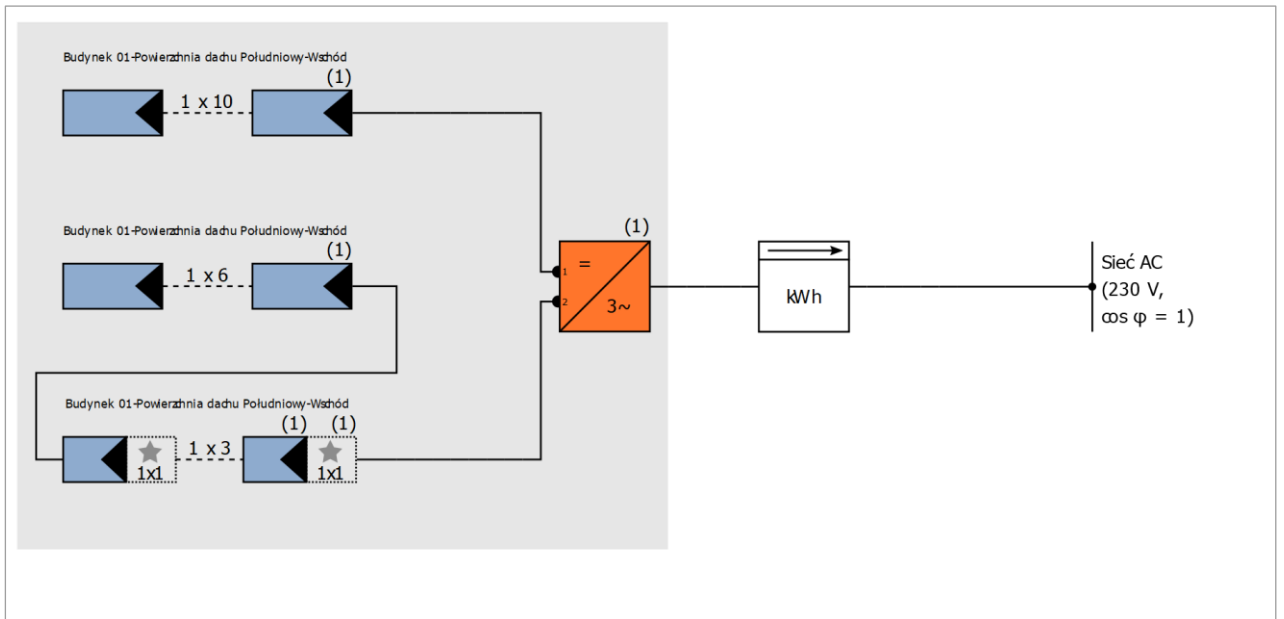 Budynek 01-Powierzchnia dachu Południowy-Wschód
(1)
1 x 10
Budynek 01-Powierzchnia dachu Południowy-Wschód
(1)
1 x 6
(1)
1
=
2
3~
kWh
Sieć AC
(230 V,
cos φ = 1)
Budynek 01-Powierzchnia dachu Południowy-Wschód
(1) (1)
1 x 3
1x1 1x1